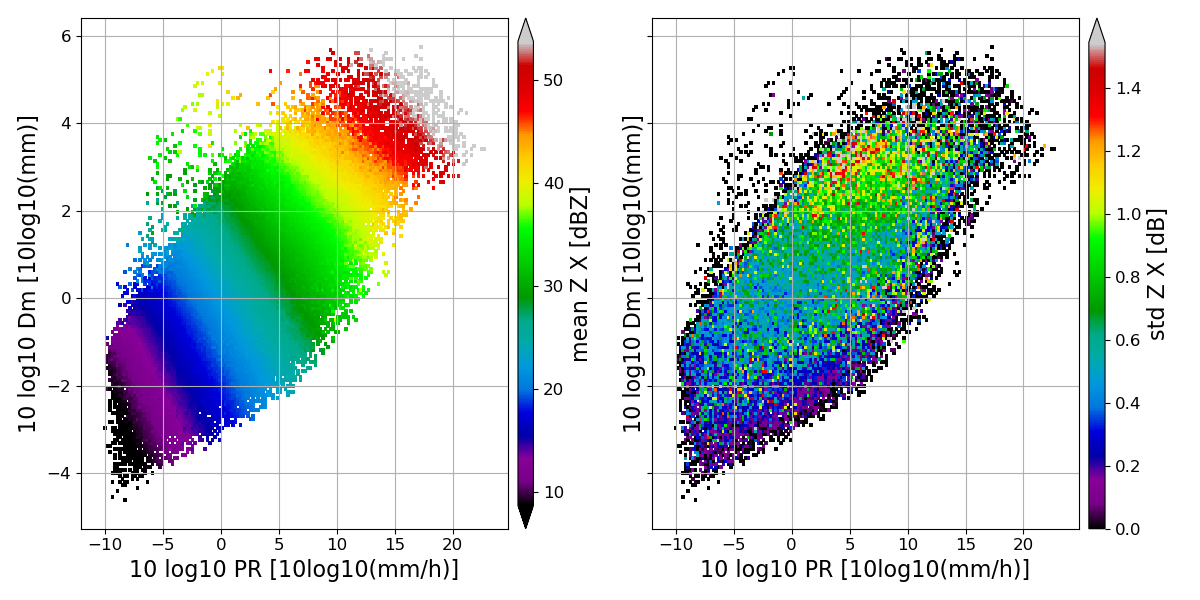 6
4
2
0
−2
−4
−10 −5 0 5 10 15 20
10 log10 PR [10log10(mm/h)]
10 log10 Dm [10log10(mm)]
50
40
30
20
10
mean Z X [dBZ]
−10 −5 0 5 10 15 20
10 log10 PR [10log10(mm/h)]
10 log10 Dm [10log10(mm)]
1.4
1.2
1.0
0.8
0.6
0.4
0.2
0.0
std Z X [dB]